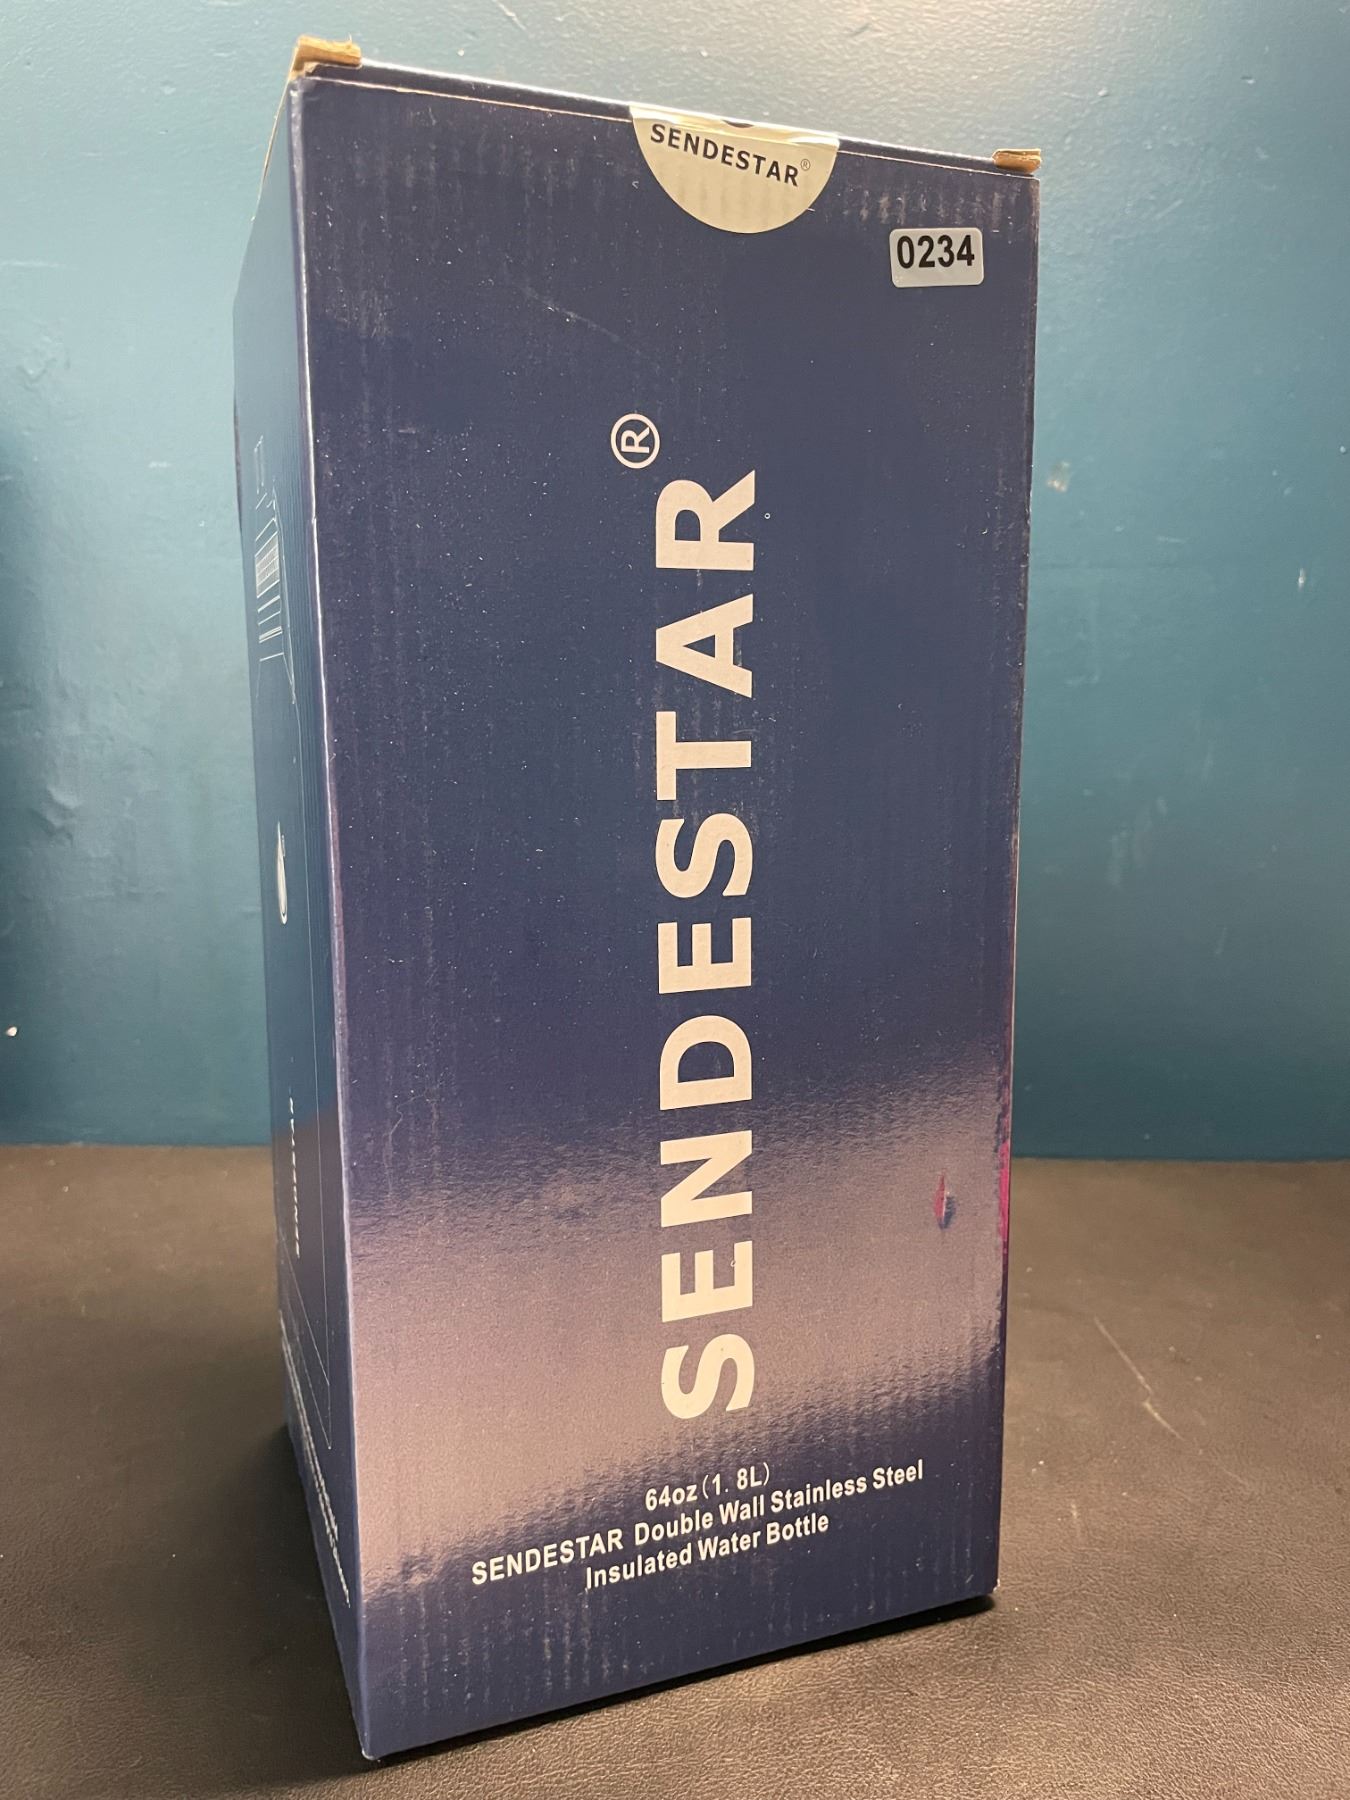 SENDESTAR®
0234
SENDESTAR®
64oz(1. 8L)
SENDESTAR Double Wall Stainless Steel
Insulated Water Bottle